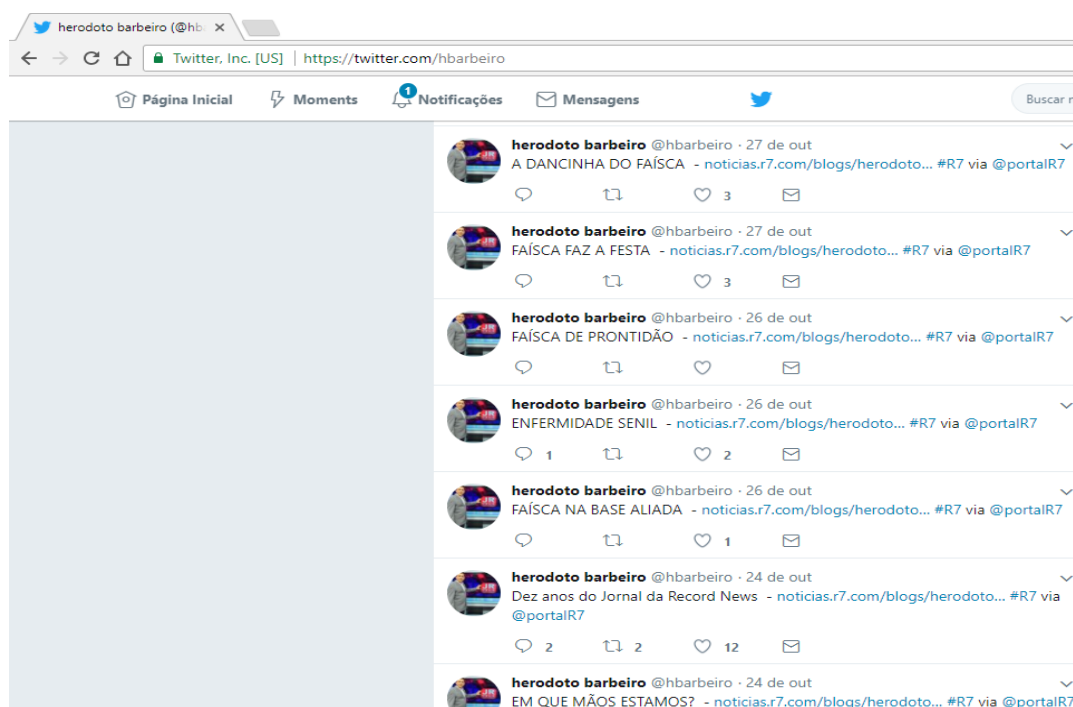 herodoto barbeiro (@hb
Twitter, Inc. [US] | https://twitter.com/hbarbeiro
Página Inicial Moments 1 Notificações Mensagens Buscar n
herodoto barbeiro @hbarbeiro · 27 de out
A DANCINHA DO FAÍSCA - noticias.r7.com/blogs/herodoto... #R7 via @portalR7
3
herodoto barbeiro @hbarbeiro · 27 de out
FAÍSCA FAZ A FESTA - noticias.r7.com/blogs/herodoto... #R7 via @portalR7
3
herodoto barbeiro @hbarbeiro · 26 de out
FAÍSCA DE PRONTIDÃO - noticias.r7.com/blogs/herodoto... #R7 via @portalR7
herodoto barbeiro @hbarbeiro · 26 de out
ENFERMIDADE SENIL - noticias.r7.com/blogs/herodoto... #R7 via @portalR7
1 2
herodoto barbeiro @hbarbeiro · 26 de out
FAÍSCA NA BASE ALIADA - noticias.r7.com/blogs/herodoto... #R7 via @portalR7
1
herodoto barbeiro @hbarbeiro · 24 de out
Dez anos do Jornal da Record News - noticias.r7.com/blogs/herodoto... #R7 via
@portalR7
2 2 12
herodoto barbeiro @hbarbeiro · 24 de out
EM QUE MÃOS ESTAMOS? - noticias.r7.com/blogs/herodoto... #R7 via @portalR7